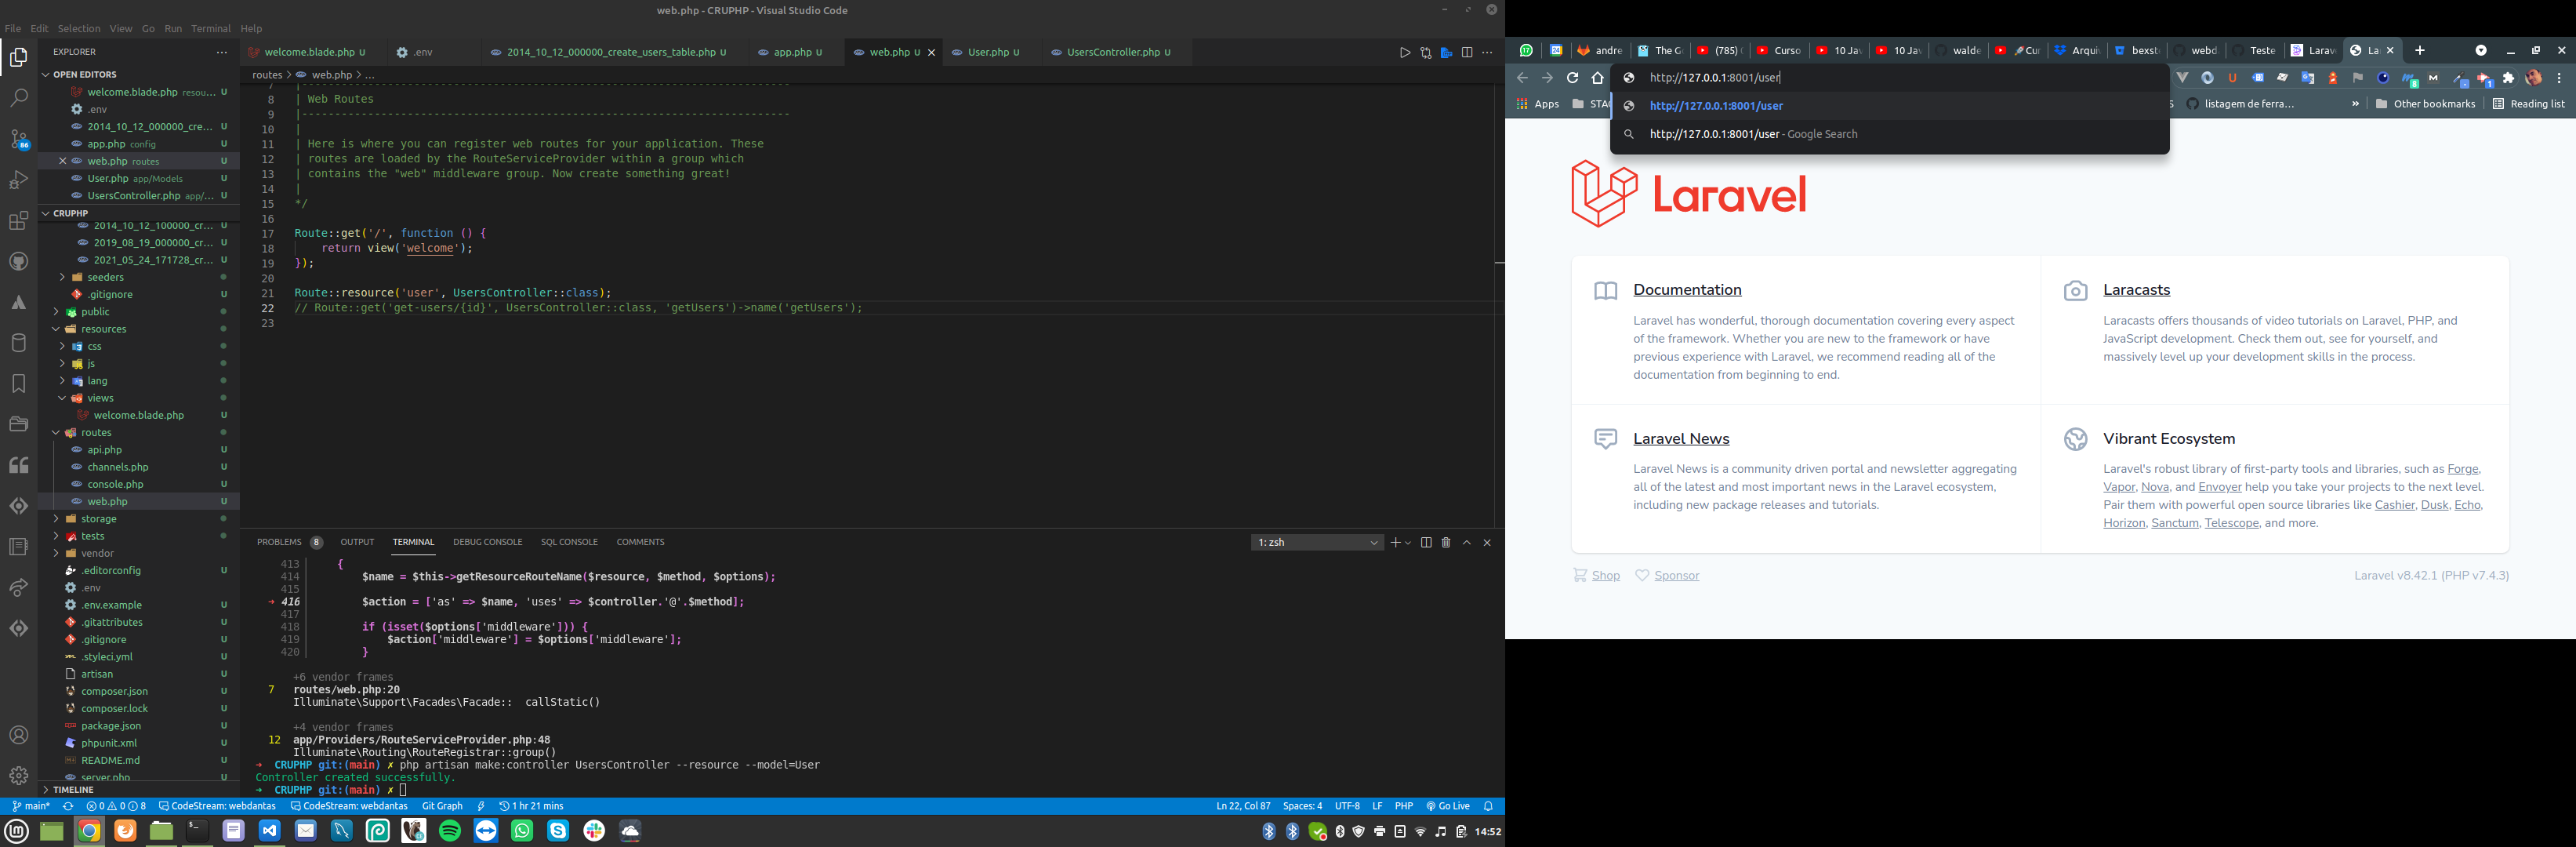 web.php - CRUPHP - Visual Studio Code
File Edit Selection View Go Run Terminal Help
EXPLORER
OPEN EDITORS
welcome.blade.php resou... U
.env
2014_10_12_000000_cre... U
app.php config U
web.php routes U
User.php app/Models U
UsersController.php app/... U
CRUPHP
2014_10_12_100000_cr... U
2019_08_19_000000_cr... U
2021_05_24_171728_cr... U
seeders
.gitignore U
public
resources
css
js
lang
views
welcome.blade.php U
routes
api.php U
channels.php U
console.php U
web.php U
storage
tests
vendor
.editorconfig U
.env
.env.example U
.gitattributes U
.gitignore U
.styleci.yml U
artisan U
composer.json U
composer.lock U
package.json U
phpunit.xml U
README.md U
server.php U
TIMELINE
86
welcome.blade.php U .env 2014_10_12_000000_create_users_table.php U app.php U web.php U User.php U UsersController.php U
routes > web.php > ...
7 |--------------------------------------------------------------------------
8 | Web Routes
9 |--------------------------------------------------------------------------
10 |
11 | Here is where you can register web routes for your application. These
12 | routes are loaded by the RouteServiceProvider within a group which
13 | contains the "web" middleware group. Now create something great!
14 |
15 */
16
17 Route::get('/', function () {
18 return view('welcome');
19 });
20
21 Route::resource('user', UsersController::class);
22 // Route::get('get-users/{id}', UsersController::class, 'getUsers')->name('getUsers');
23
PROBLEMS 8 OUTPUT TERMINAL DEBUG CONSOLE SQL CONSOLE COMMENTS 1: zsh
413 {
414 $name = $this->getResourceRouteName($resource, $method, $options);
415
➜ 416 $action = ['as' => $name, 'uses' => $controller.'@'.$method];
417
418 if (isset($options['middleware'])) {
419 $action['middleware'] = $options['middleware'];
420 }
+6 vendor frames
7 routes/web.php:20
Illuminate\Support\Facades\Facade::__callStatic()
+4 vendor frames
12 app/Providers/RouteServiceProvider.php:48
Illuminate\Routing\RouteRegistrar::group()
➜ CRUPHP git:(main) ✗ php artisan make:controller UsersController --resource --model=User
Controller created successfully.
➜ CRUPHP git:(main) ✗
main* 0 0 8 CodeStream: webdantas CodeStream: webdantas Git Graph 1 hr 21 mins Ln 22, Col 87 Spaces: 4 UTF-8 LF PHP Go Live
14:52
andre The G (785) Curso 10 Jav 10 Jav walde Cur Arqui bexst webd Teste Larav La
http://127.0.0.1:8001/user
http://127.0.0.1:8001/user
http://127.0.0.1:8001/user - Google Search
Apps STAC listagem de ferra... » Other bookmarks Reading list
Laravel
Documentation
Laravel has wonderful, thorough documentation covering every aspect
of the framework. Whether you are new to the framework or have
previous experience with Laravel, we recommend reading all of the
documentation from beginning to end.
Laracasts
Laracasts offers thousands of video tutorials on Laravel, PHP, and
JavaScript development. Check them out, see for yourself, and
massively level up your development skills in the process.
Laravel News
Laravel News is a community driven portal and newsletter aggregating
all of the latest and most important news in the Laravel ecosystem,
including new package releases and tutorials.
Vibrant Ecosystem
Laravel's robust library of first-party tools and libraries, such as Forge,
Vapor, Nova, and Envoyer help you take your projects to the next level.
Pair them with powerful open source libraries like Cashier, Dusk, Echo,
Horizon, Sanctum, Telescope, and more.
Shop Sponsor
Laravel v8.42.1 (PHP v7.4.3)